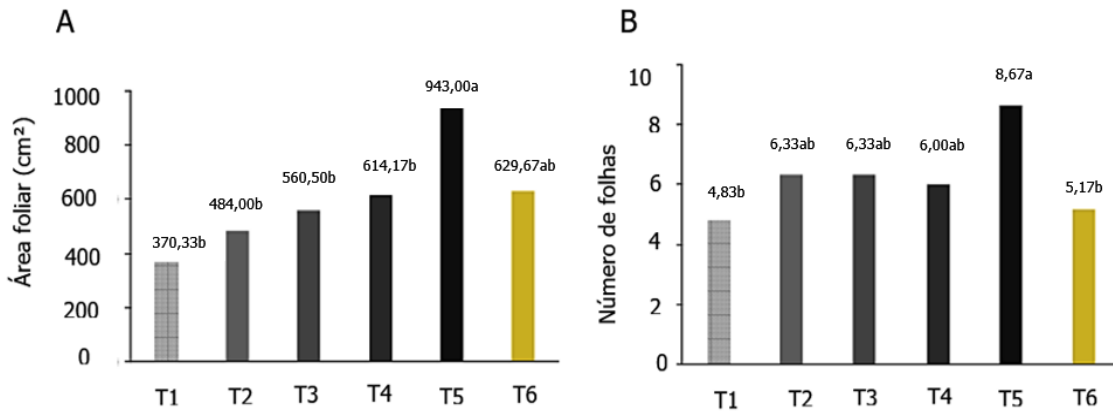 A
Área foliar (cm²)
1000
800
600
400
200
0
370,33b
484,00b
560,50b
614,17b
943,00a
629,67ab
T1 T2 T3 T4 T5 T6
B
Número de folhas
10
8
6
4
2
0
4,83b
6,33ab
6,33ab
6,00ab
8,67a
5,17b
T1 T2 T3 T4 T5 T6